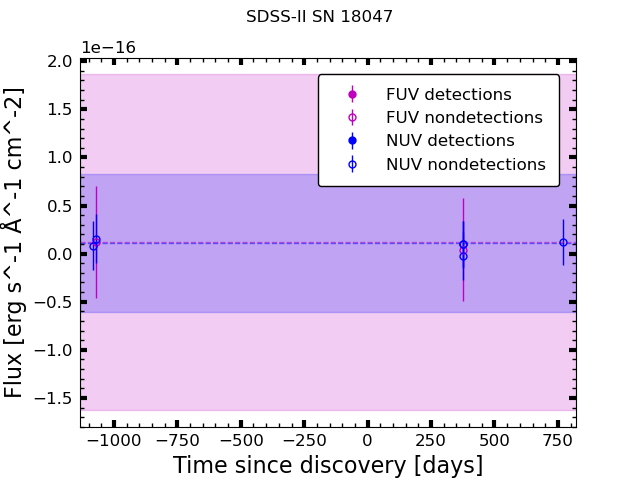 SDSS-II SN 18047
1e−16
2.0
1.5
1.0
0.5
0.0
−0.5
−1.0
−1.5
Flux [erg s^-1 Å^-1 cm^-2]
FUV detections
FUV nondetections
NUV detections
NUV nondetections
−1000 −750 −500 −250 0 250 500 750
Time since discovery [days]